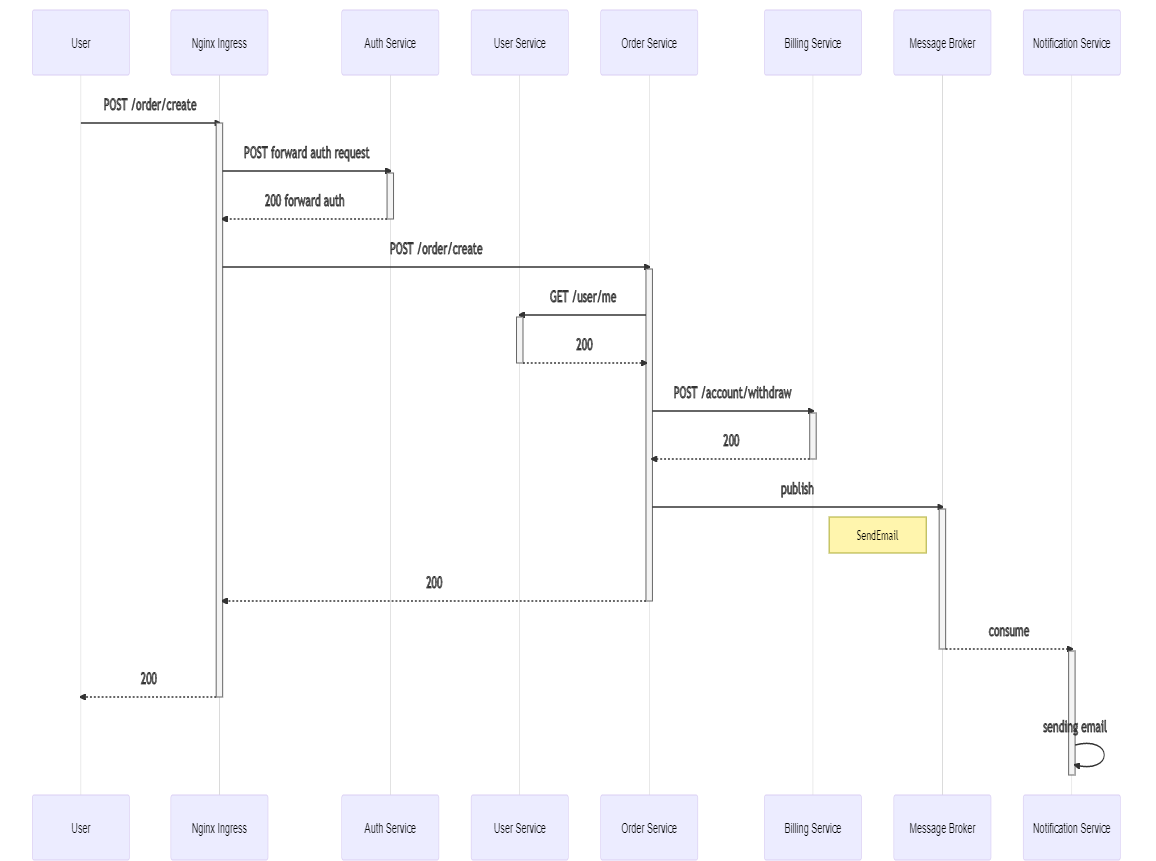 User
Nginx Ingress
Auth Service
User Service
Order Service
Billing Service
Message Broker
Notification Service
POST /order/create
POST forward auth request
200 forward auth
POST /order/create
GET /user/me
200
POST /account/withdraw
200
publish
SendEmail
200
consume
200
sending email
User
Nginx Ingress
Auth Service
User Service
Order Service
Billing Service
Message Broker
Notification Service